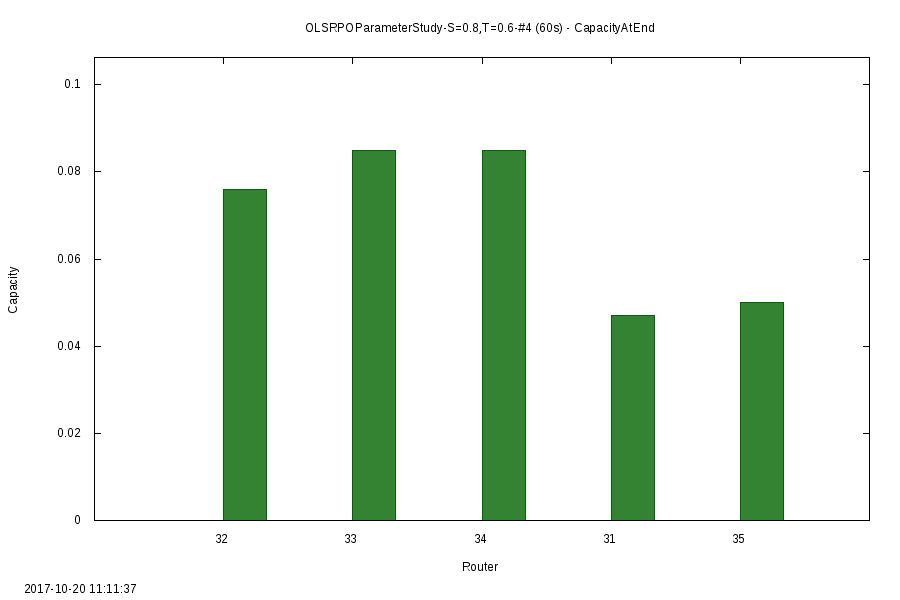 OLSRPOParameterStudy-S=0.8,T=0.6-#4 (60s) - CapacityAtEnd
0.1
0.08
0.06
0.04
0.02
0
Capacity
32 33 34 31 35
Router
2017-10-20 11:11:37